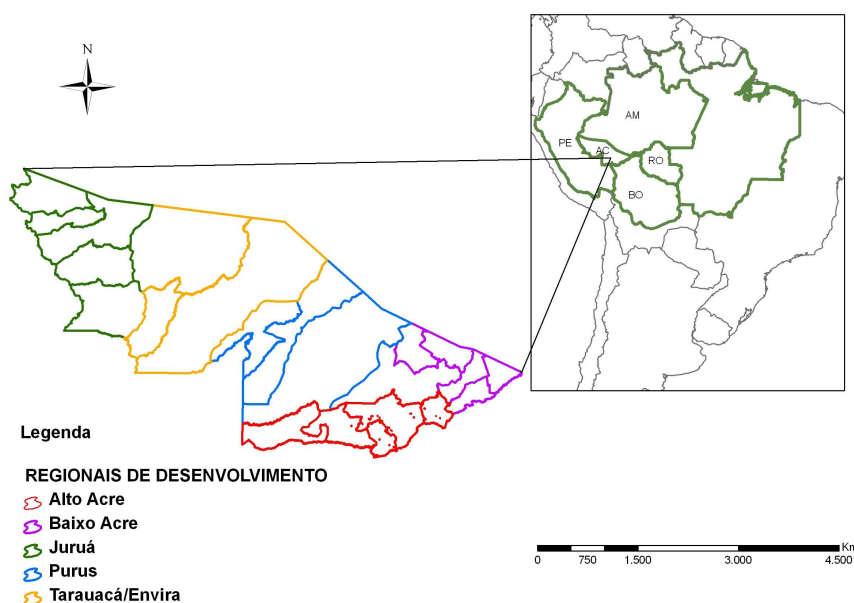 N
AM
PE
AC
RO
BO
Legenda
REGIONAIS DE DESENVOLVIMENTO
Alto Acre
Baixo Acre
Juruá
Purus
Tarauacá/Envira
Km
0 750 1.500 3.000 4.500